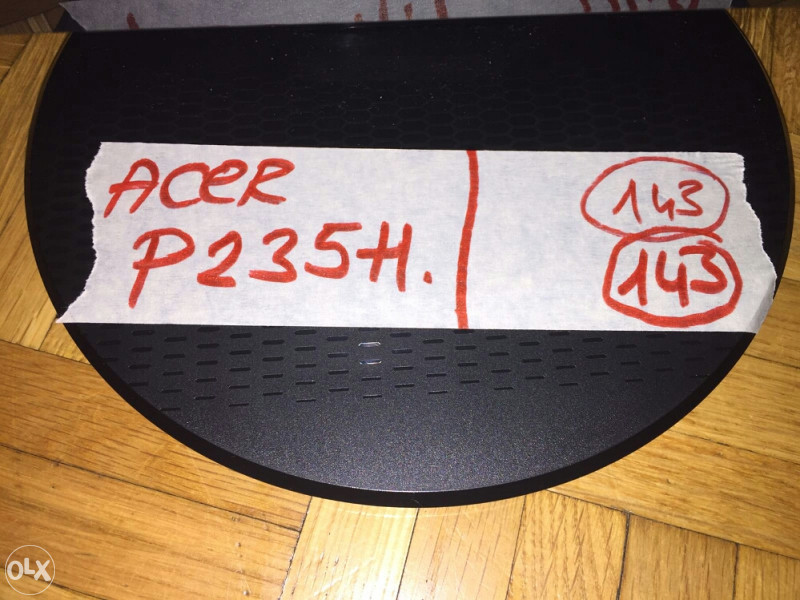 ACER
P235H.
143
143
OLX